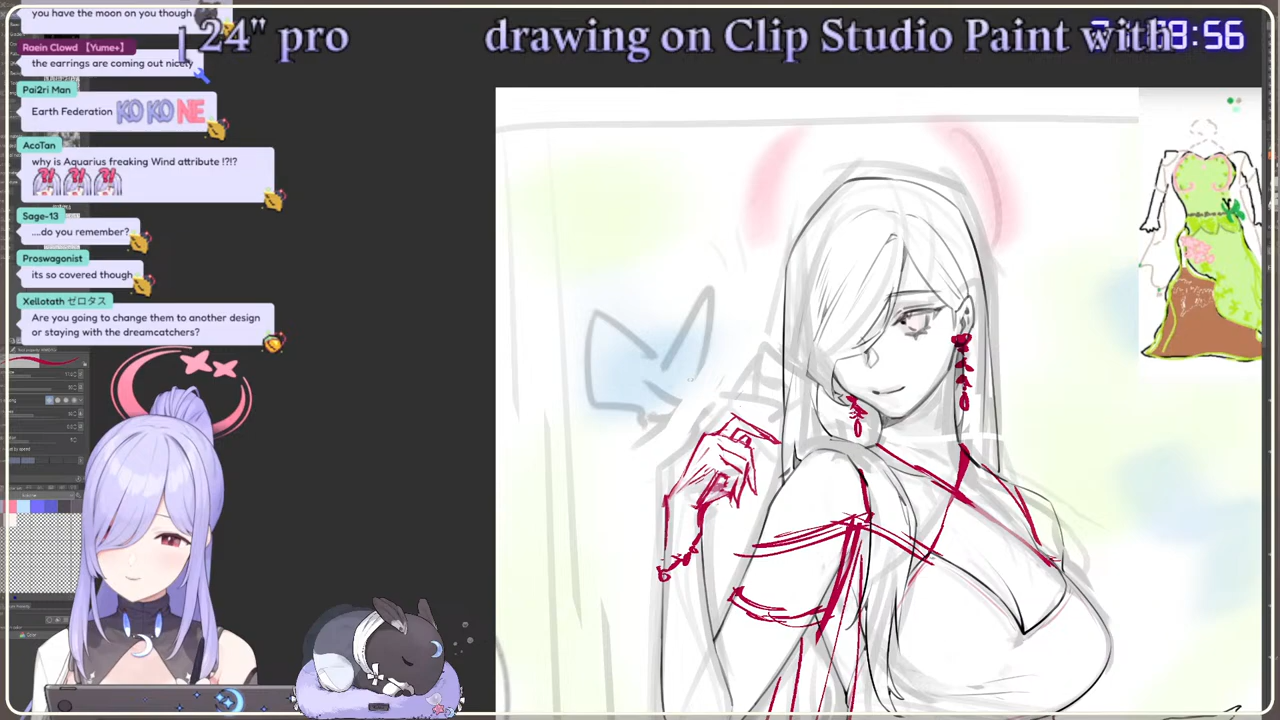 you have the moon on you though
24" pro drawing on Clip Studio Paint with
Raein Clowd 【Yume+】
the earrings are coming out nicely
Pai2ri Man
Earth Federation KO KO NE
AcoTan
why is Aquarius freaking Wind attribute !?!?
Sage-13
....do you remember?
Proswagonist
its so covered though
Xellotath ゼロタス
Are you going to change them to another design
or staying with the dreamcatchers?